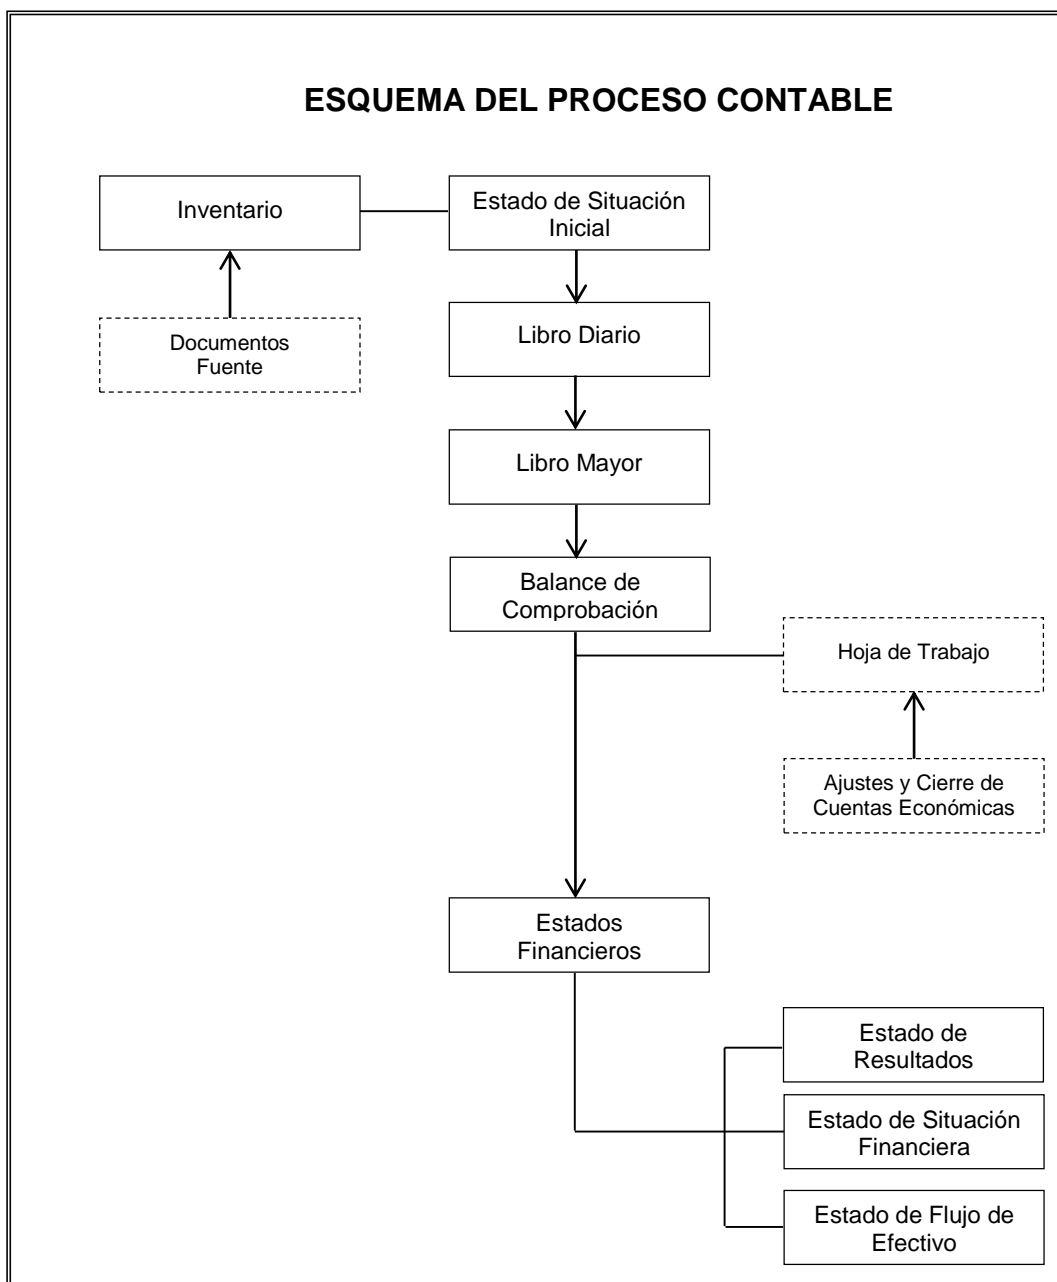 ESQUEMA DEL PROCESO CONTABLE
Inventario
Estado de Situación
Inicial
Documentos
Fuente
Libro Diario
Libro Mayor
Balance de
Comprobación
Hoja de Trabajo
Ajustes y Cierre de
Cuentas Económicas
Estados
Financieros
Estado de
Resultados
Estado de Situación
Financiera
Estado de Flujo de
Efectivo